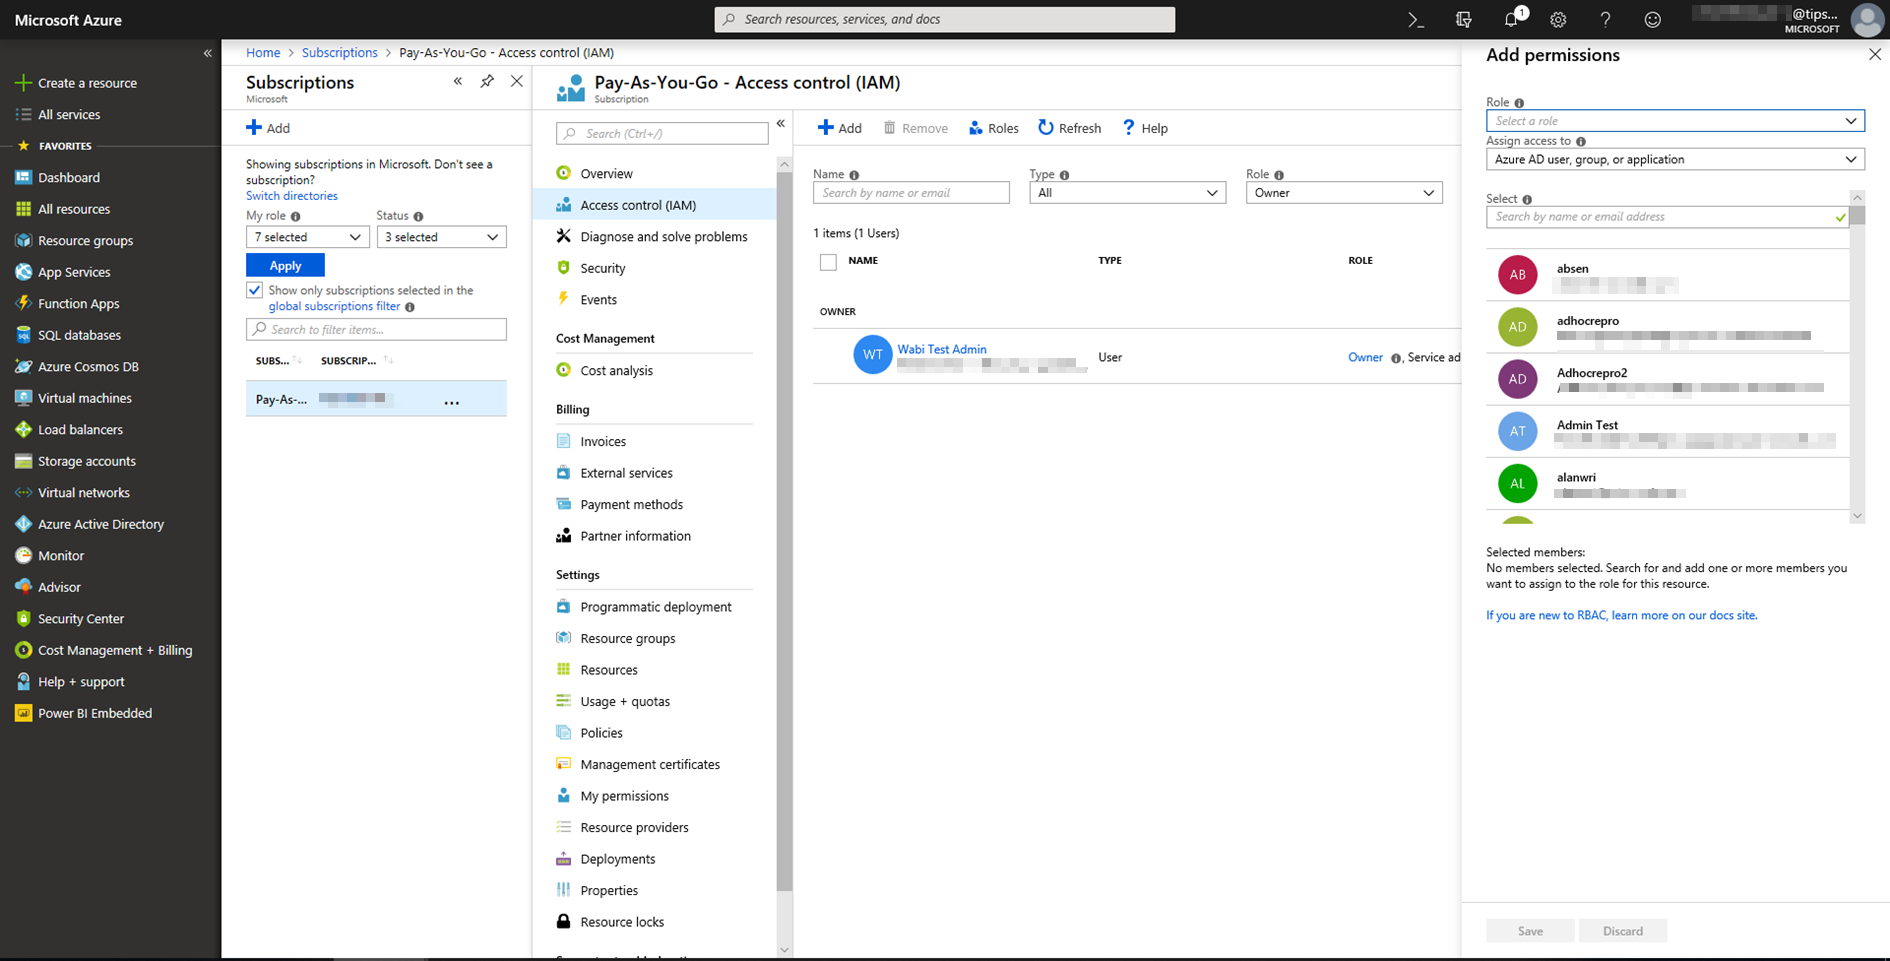 Microsoft Azure
Search resources, services, and docs
1
@tips...
MICROSOFT
Create a resource
All services
FAVORITES
Dashboard
All resources
Resource groups
App Services
Function Apps
SQL databases
Azure Cosmos DB
Virtual machines
Load balancers
Storage accounts
Virtual networks
Azure Active Directory
Monitor
Advisor
Security Center
Cost Management + Billing
Help + support
Power BI Embedded
Home > Subscriptions > Pay-As-You-Go - Access control (IAM)
Subscriptions
Microsoft
Add
Showing subscriptions in Microsoft. Don't see a
subscription?
Switch directories
My role Status
7 selected 3 selected
Apply
Show only subscriptions selected in the
global subscriptions filter
Search to filter items...
SUBS... SUBSCRIP...
Pay-As-... ...
Pay-As-You-Go - Access control (IAM)
Subscription
Search (Ctrl+/)
Overview
Access control (IAM)
Diagnose and solve problems
Security
Events
Cost Management
Cost analysis
Billing
Invoices
External services
Payment methods
Partner information
Settings
Programmatic deployment
Resource groups
Resources
Usage + quotas
Policies
Management certificates
My permissions
Resource providers
Deployments
Properties
Resource locks
Add Remove Roles Refresh Help
Name Type Role
Search by name or email All Owner
1 items (1 Users)
NAME TYPE ROLE
OWNER
WT Wabi Test Admin User Owner , Service ad
Add permissions
Role
Select a role
Assign access to
Azure AD user, group, or application
Select
Search by name or email address
AB absen
AD adhocrepro
AD Adhocrepro2
AT Admin Test
AL alanwri
Selected members:
No members selected. Search for and add one or more members you
want to assign to the role for this resource.
If you are new to RBAC, learn more on our docs site.
Save Discard